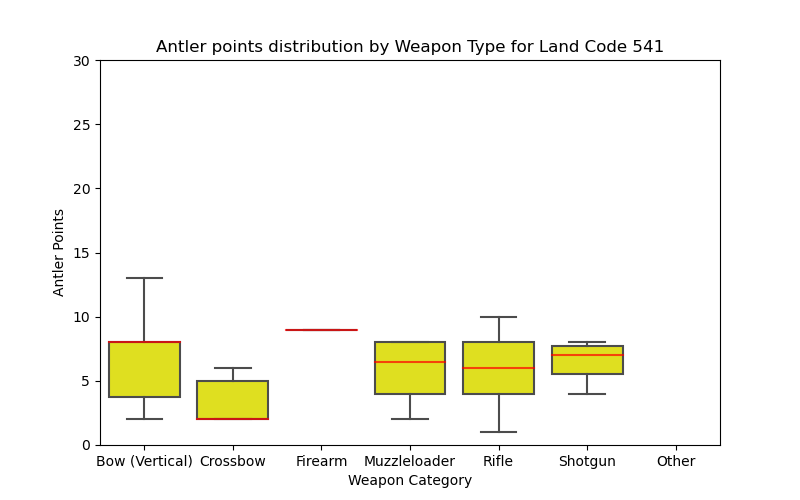 Antler points distribution by Weapon Type for Land Code 541
30
25
20
15
10
5
0
Antler Points
Bow (Vertical) Crossbow Firearm Muzzleloader Rifle Shotgun Other
Weapon Category